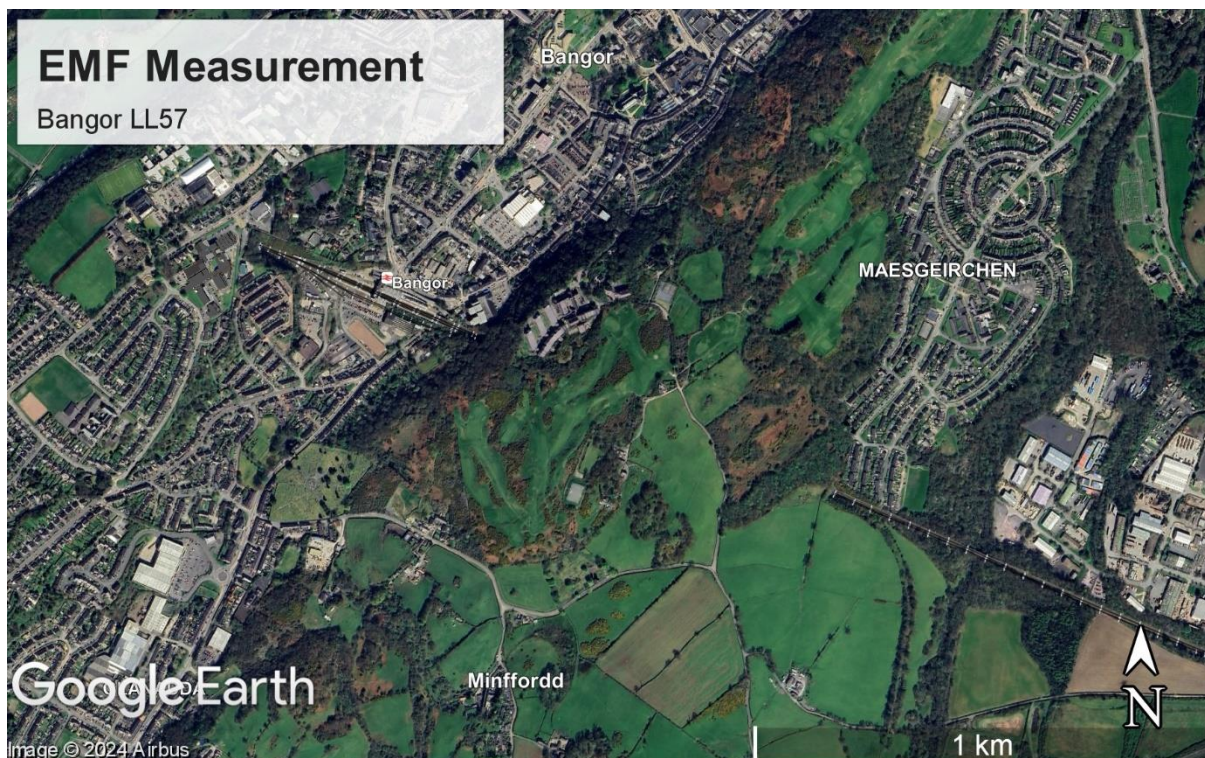 EMF Measurement
Bangor LL57
Bangor
Bangor
MAESGEIRCHEN
Minffordd
Google Earth
N
Image © 2024 Airbus
1 km